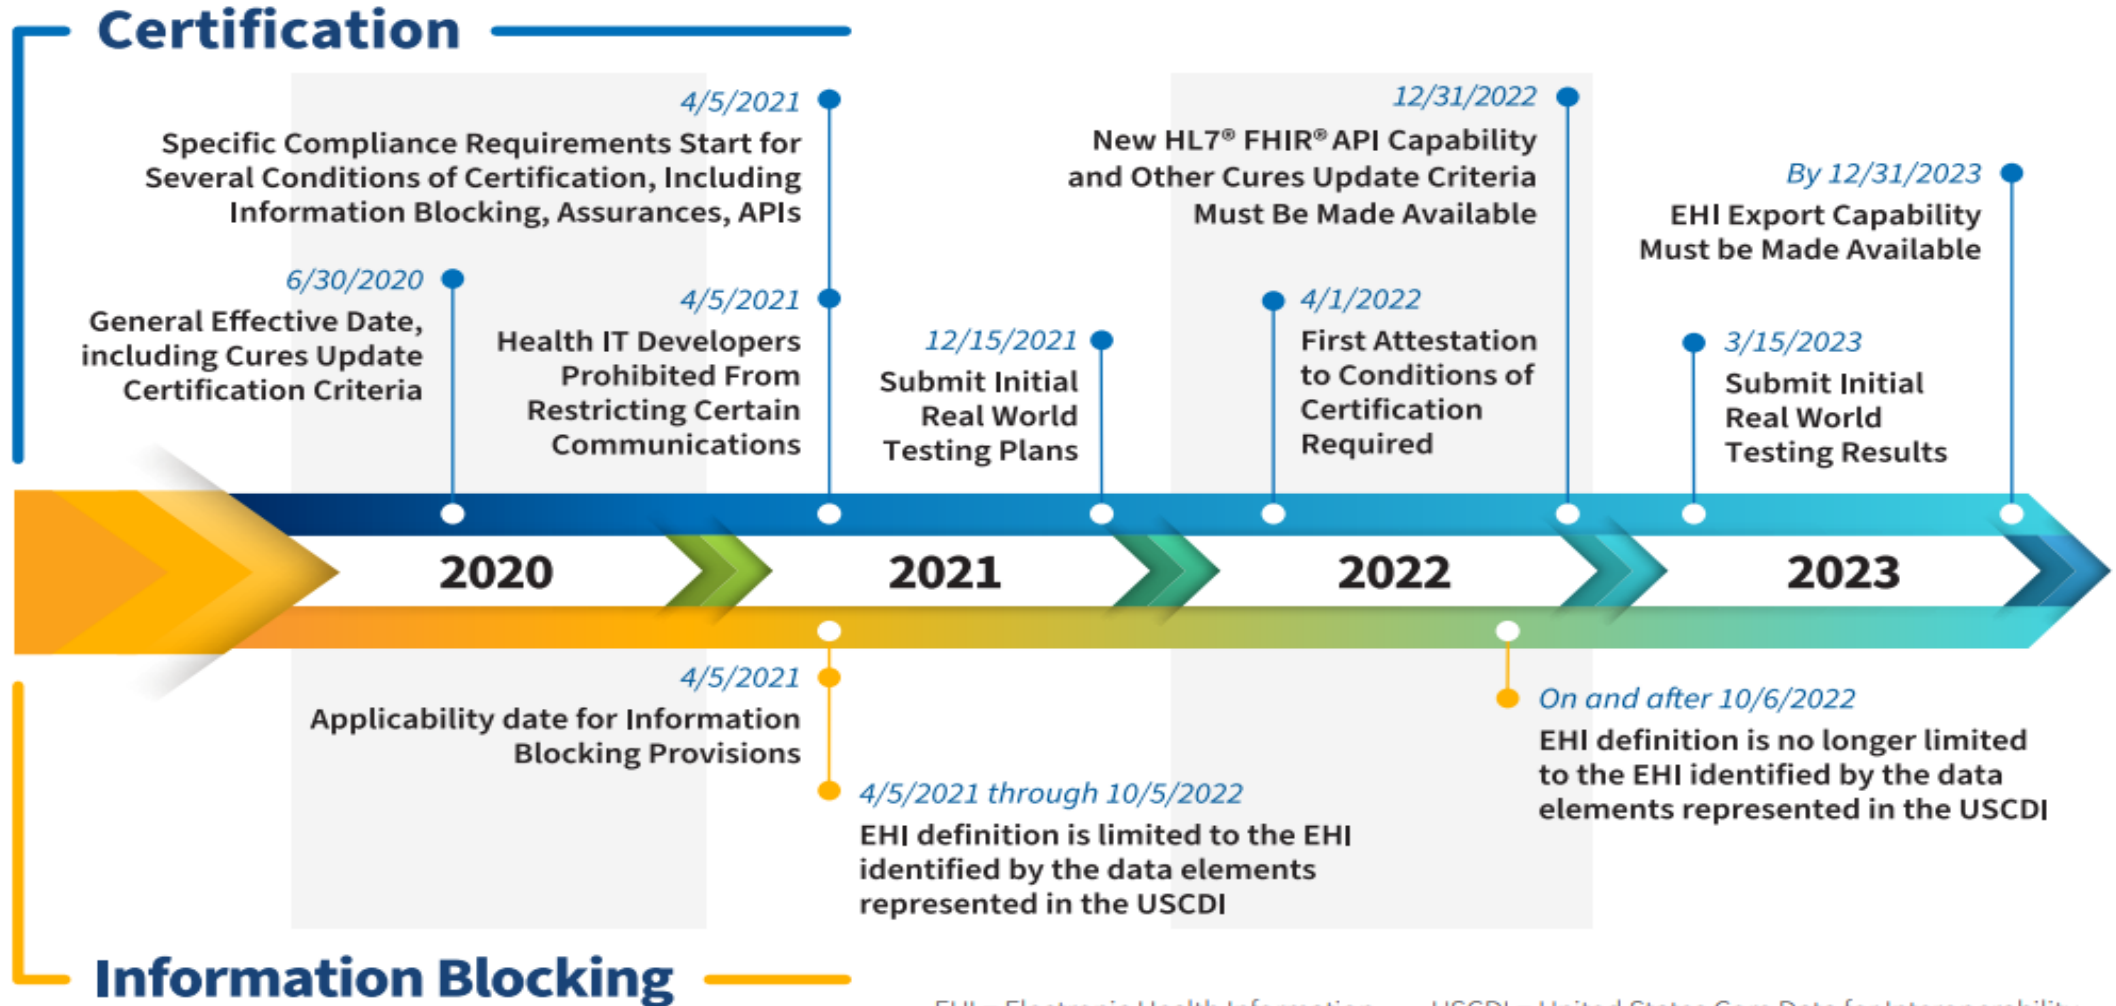 Certification
4/5/2021
Specific Compliance Requirements Start for
Several Conditions of Certification, Including
Information Blocking, Assurances, APIs
6/30/2020
General Effective Date,
including Cures Update
Certification Criteria
4/5/2021
Health IT Developers
Prohibited From
Restricting Certain
Communications
12/15/2021
Submit Initial
Real World
Testing Plans
12/31/2022
New HL7® FHIR® API Capability
and Other Cures Update Criteria
Must Be Made Available
4/1/2022
First Attestation
to Conditions of
Certification
Required
By 12/31/2023
EHI Export Capability
Must be Made Available
3/15/2023
Submit Initial
Real World
Testing Results
2020
2021
2022
2023
4/5/2021
Applicability date for Information
Blocking Provisions
4/5/2021 through 10/5/2022
EHI definition is limited to the EHI
identified by the data elements
represented in the USCDI
On and after 10/6/2022
EHI definition is no longer limited
to the EHI identified by the data
elements represented in the USCDI
Information Blocking